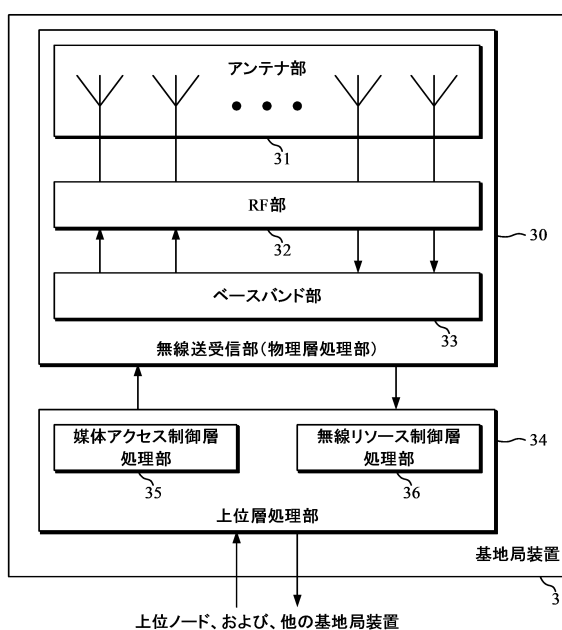 アンテナ部
31
RF部
32
30
ベースバンド部
33
無線送受信部(物理層処理部)
媒体アクセス制御層
処理部
35
無線リソース制御層
処理部
36
34
上位層処理部
基地局装置
3
上位ノード、および、他の基地局装置